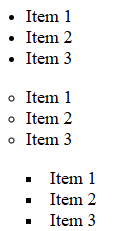 • Item 1
• Item 2
• Item 3
○ Item 1
○ Item 2
○ Item 3
▪ Item 1
▪ Item 2
▪ Item 3